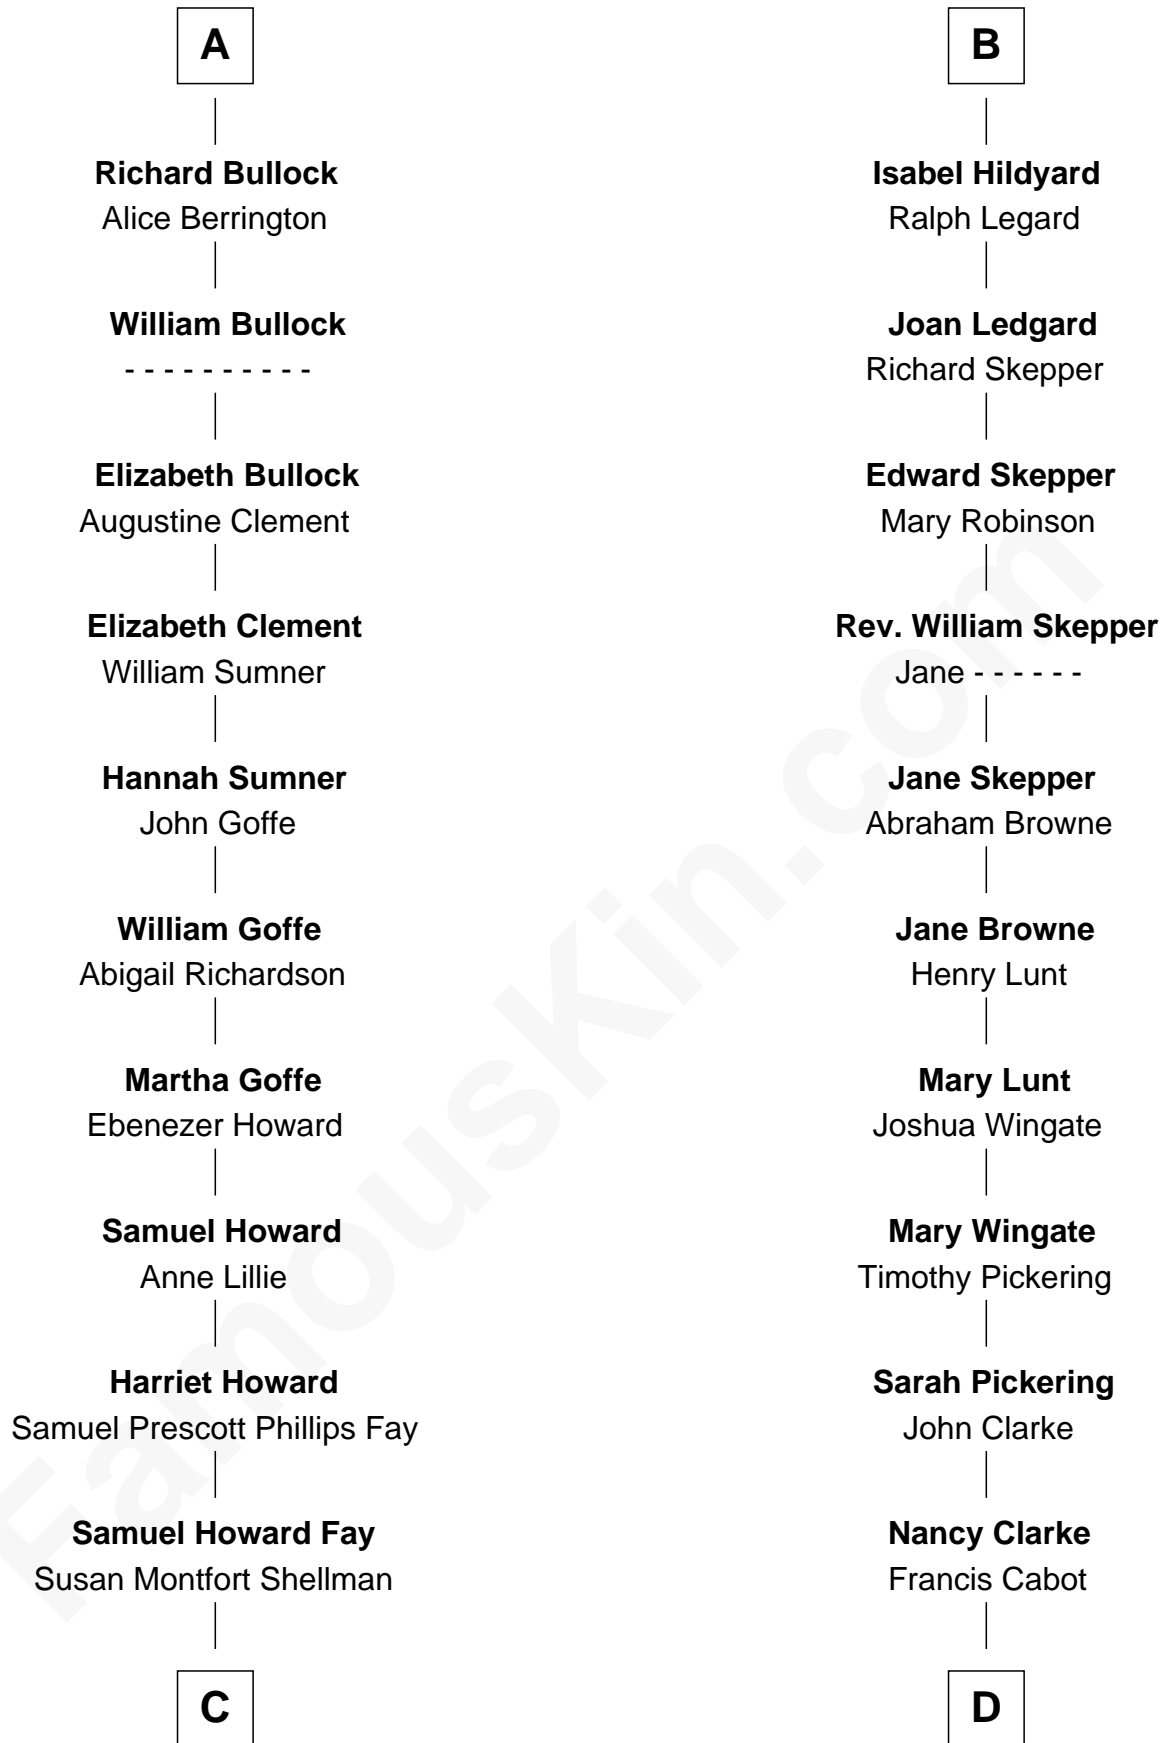 A
Richard Bullock
Alice Berrington
William Bullock
- - - - - - - - - -
Elizabeth Bullock
Augustine Clement
Elizabeth Clement
William Sumner
Hannah Sumner
John Goffe
William Goffe
Abigail Richardson
Martha Goffe
Ebenezer Howard
Samuel Howard
Anne Lillie
Harriet Howard
Samuel Prescott Phillips Fay
Samuel Howard Fay
Susan Montfort Shellman
C
B
Isabel Hildyard
Ralph Legard
Joan Ledgard
Richard Skepper
Edward Skepper
Mary Robinson
Rev. William Skepper
Jane - - - - - -
Jane Skepper
Abraham Browne
Jane Browne
Henry Lunt
Mary Lunt
Joshua Wingate
Mary Wingate
Timothy Pickering
Sarah Pickering
John Clarke
Nancy Clarke
Francis Cabot
D
FamousKin.com